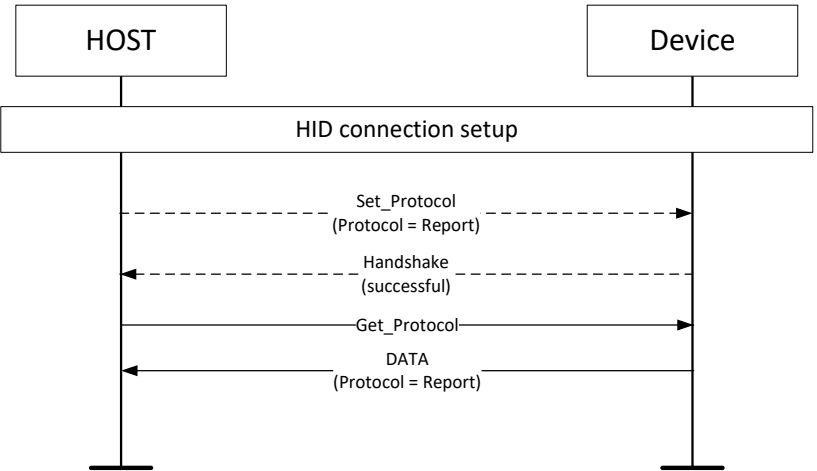 HOST
Device
HID connection setup
Set_Protocol
(Protocol = Report)
Handshake
(successful)
Get_Protocol
DATA
(Protocol = Report)